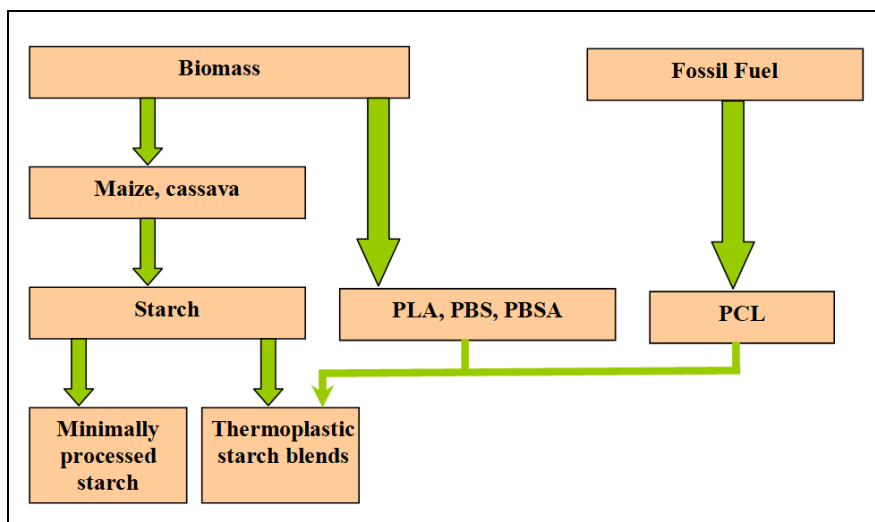 Biomass
Fossil Fuel
Maize, cassava
Starch
PLA, PBS, PBSA
PCL
Minimally
processed
starch
Thermoplastic
starch blends